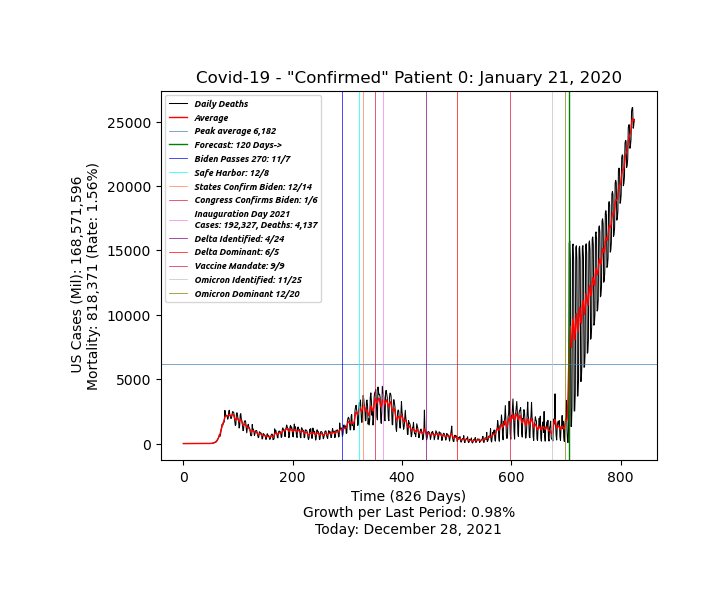 Covid-19 - "Confirmed" Patient 0: January 21, 2020
Daily Deaths
Average
Peak average 6,182
Forecast: 120 Days->
Biden Passes 270: 11/7
Safe Harbor: 12/8
States Confirm Biden: 12/14
Congress Confirms Biden: 1/6
Inauguration Day 2021
Cases: 192,327, Deaths: 4,137
Delta Identified: 4/24
Delta Dominant: 6/5
Vaccine Mandate: 9/9
Omicron Identified: 11/25
Omicron Dominant 12/20
US Cases (Mil): 168,571,596
Mortality: 818,371 (Rate: 1.56%)
25000
20000
15000
10000
5000
0
0 200 400 600 800
Time (826 Days)
Growth per Last Period: 0.98%
Today: December 28, 2021